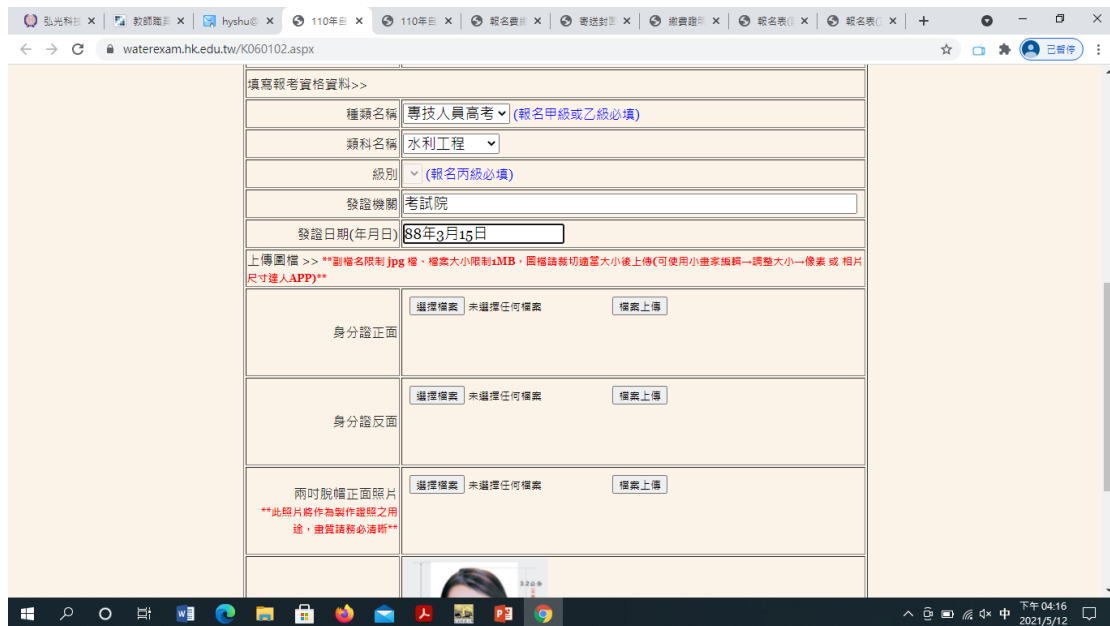 弘光科技
教師職員
hyshu@
110年自
110年自
報名費
寄送封面
繳費證明
報名表(
報名表(
waterexam.hk.edu.tw/K060102.aspx
已暫停
填寫報考資格資料>>
種類名稱 專技人員高考 (報名甲級或乙級必填)
類科名稱 水利工程
級別 (報名丙級必填)
發證機關 考試院
發證日期(年月日) 88年3月15日
上傳圖檔 >> **副檔名限制 jpg 檔、檔案大小限制1MB，圖檔請裁切適當大小後上傳(可使用小畫家編輯→調整大小→像素 或 相片
尺寸達人APP)**
身分證正面 選擇檔案 未選擇任何檔案 檔案上傳
身分證反面 選擇檔案 未選擇任何檔案 檔案上傳
兩吋脫帽正面照片 選擇檔案 未選擇任何檔案 檔案上傳
**此照片將作為製作證照之用
途，畫質請務必清晰**
3.2公分
中
下午 04:16
2021/5/12